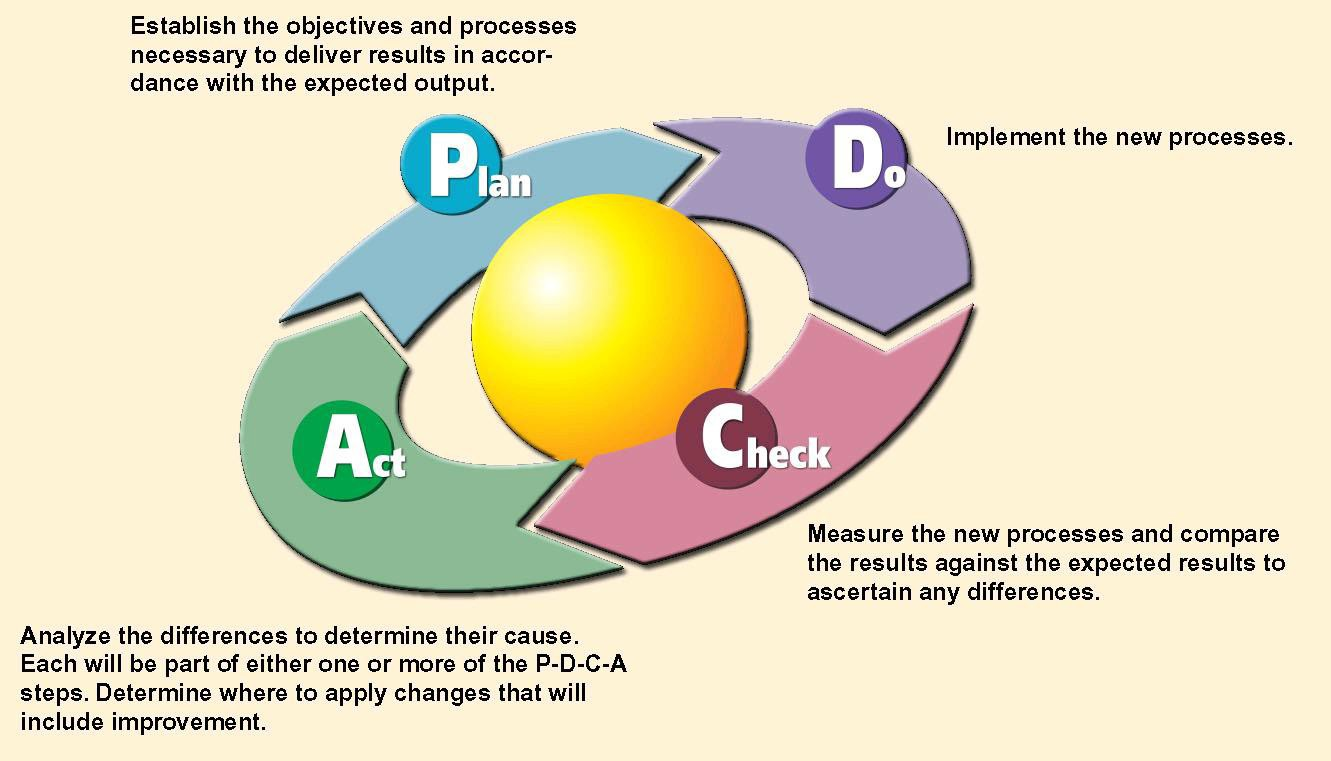 Establish the objectives and processes
necessary to deliver results in accor-
dance with the expected output.
Plan
Do
Implement the new processes.
Act
Check
Measure the new processes and compare
the results against the expected results to
ascertain any differences.
Analyze the differences to determine their cause.
Each will be part of either one or more of the P-D-C-A
steps. Determine where to apply changes that will
include improvement.